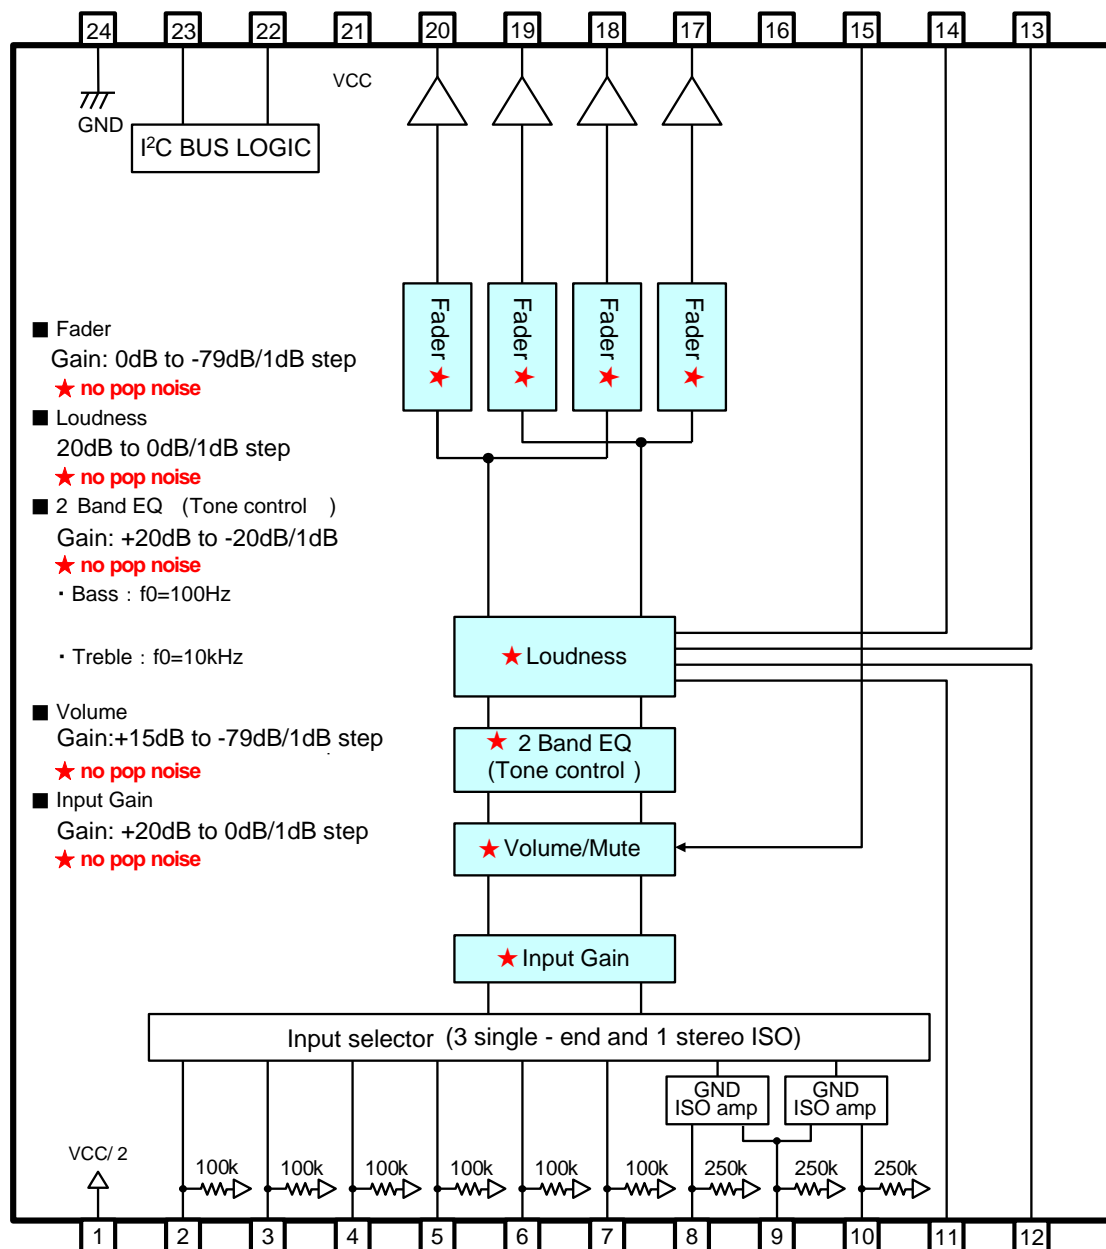 24 23 22 21 20 19 18 17 16 15 14 13
VCC
GND
I²C BUS LOGIC
Fader
Fader
Fader
Fader
■ Fader
Gain: 0dB to -79dB/1dB step
★ no pop noise
■ Loudness
20dB to 0dB/1dB step
★ no pop noise
■ 2 Band EQ (Tone control )
Gain: +20dB to -20dB/1dB
★ no pop noise
・Bass : f0=100Hz
・Treble : f0=10kHz
■ Volume
Gain:+15dB to -79dB/1dB step
★ no pop noise
■ Input Gain
Gain: +20dB to 0dB/1dB step
★ no pop noise
★ Loudness
★ 2 Band EQ
(Tone control )
★ Volume/Mute
★ Input Gain
Input selector (3 single - end and 1 stereo ISO)
GND
ISO amp
GND
ISO amp
VCC/ 2
100k 100k 100k 100k 100k 100k 250k 250k 250k
1 2 3 4 5 6 7 8 9 10 11 12